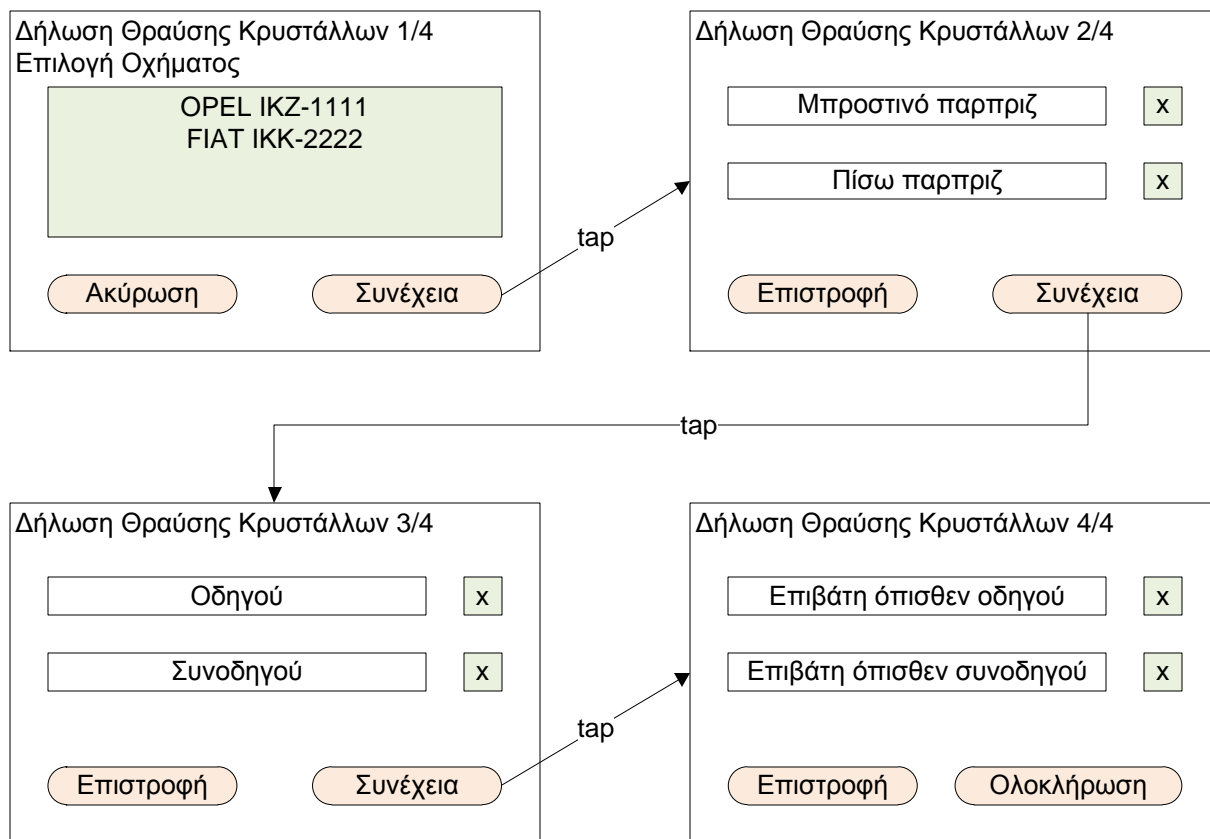 Δήλωση Θραύσης Κρυστάλλων 1/4
Επιλογή Οχήματος
OPEL IKZ-1111
FIAT IKK-2222
Ακύρωση
Συνέχεια
tap
Δήλωση Θραύσης Κρυστάλλων 2/4
Μπροστινό παρπριζ
x
Πίσω παρπριζ
x
Επιστροφή
Συνέχεια
tap
Δήλωση Θραύσης Κρυστάλλων 3/4
Οδηγού
x
Συνοδηγού
x
Επιστροφή
Συνέχεια
tap
Δήλωση Θραύσης Κρυστάλλων 4/4
Επιβάτη όπισθεν οδηγού
x
Επιβάτη όπισθεν συνοδηγού
x
Επιστροφή
Ολοκλήρωση